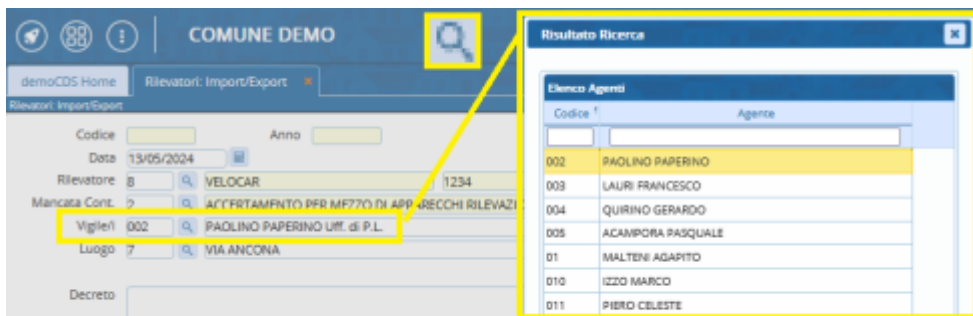 COMUNE DEMO
demoCDS Home
Rilevatori: Import/Export
Rilevatori: Import/Export
Codice
Anno
Data 13/05/2024
Rilevatore 8 VELOCAR 1234
Mancata Cont. 2 ACCERTAMENTO PER MEZZO DI APPARECCHI RILEVAZI
Vigile/i 002 PAOLINO PAPERINO Uff. di P.L.
Luogo 7 VIA ANCONA
Decreto
Risultato Ricerca
Elenco Agenti
Codice Agente
002 PAOLINO PAPERINO
003 LAURI FRANCESCO
004 QUIRINO GERARDO
005 ACAMPORA PASQUALE
01 MALTENI AGAPITO
010 IZZO MARCO
011 PIERO CELESTE